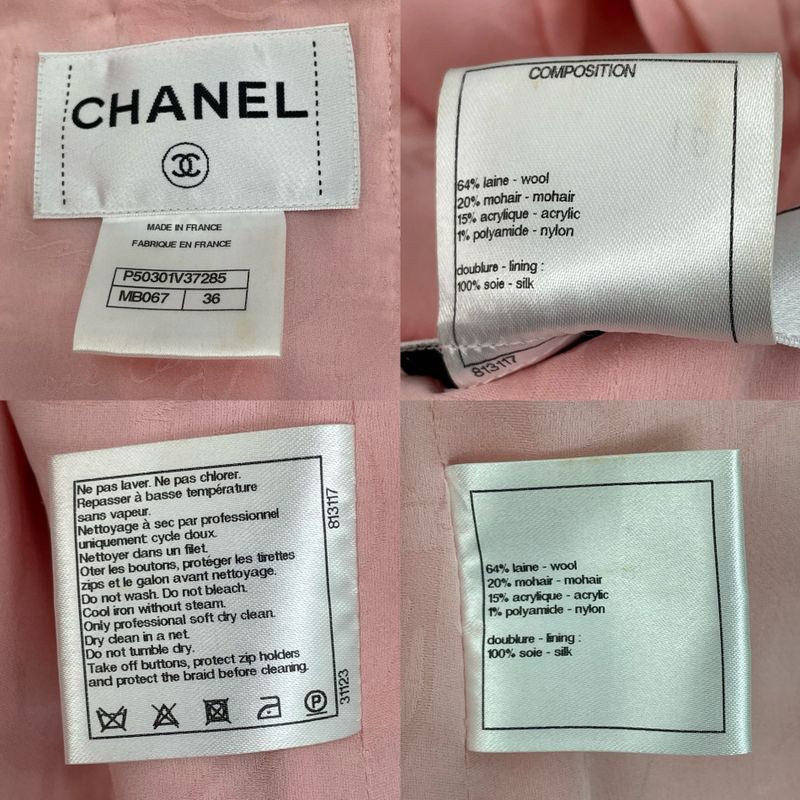 CHANEL
MADE IN FRANCE
FABRIQUE EN FRANCE
P50301V37285
MB067 36
COMPOSITION
64% laine - wool
20% mohair - mohair
15% acrylique - acrylic
1% polyamide - nylon
doublure - lining :
100% soie - silk
813117
Ne pas laver. Ne pas chlorer.
Repasser à basse température
sans vapeur.
Nettoyage à sec par professionnel
uniquement: cycle doux.
Nettoyer dans un filet.
Oter les boutons, protéger les tirettes
zips et le galon avant nettoyage.
Do not wash. Do not bleach.
Cool iron without steam.
Only professional soft dry clean.
Dry clean in a net.
Do not tumble dry.
Take off buttons, protect zip holders
and protect the braid before cleaning.
P
813117
31123
64% laine - wool
20% mohair - mohair
15% acrylique - acrylic
1% polyamide - nylon
doublure - lining :
100% soie - silk